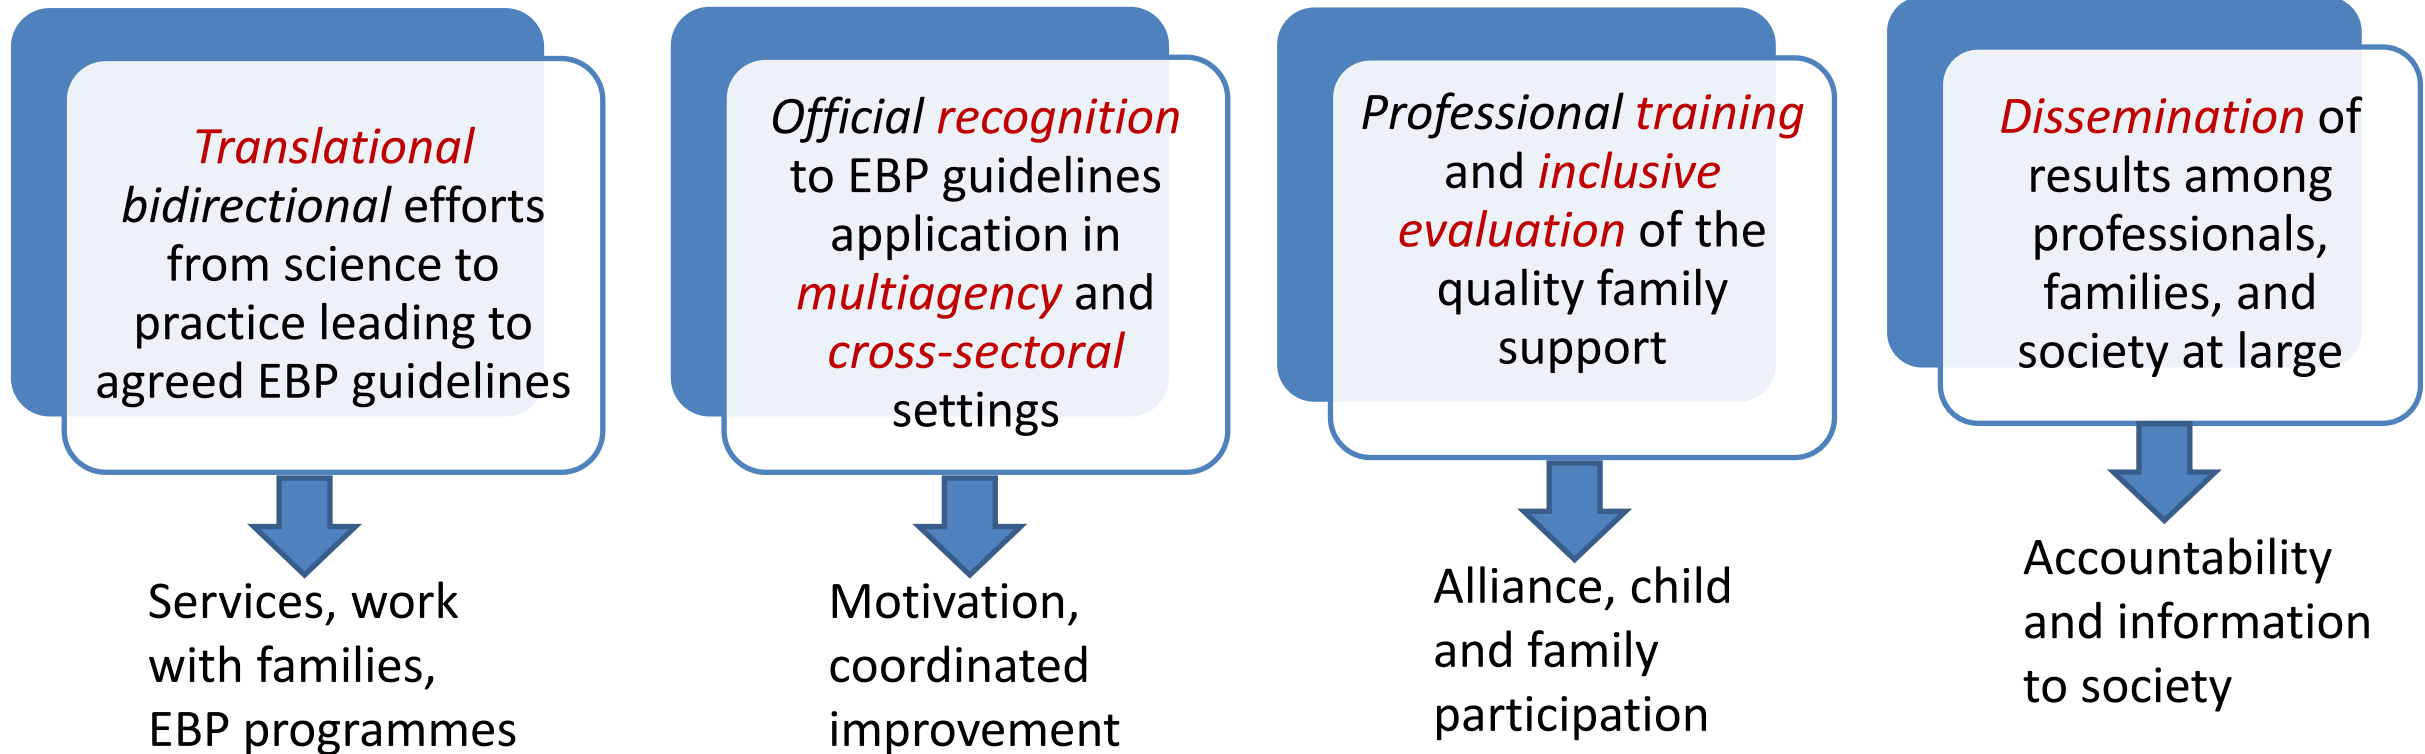 Translational
bidirectional efforts
from science to
practice leading to
agreed EBP guidelines
Services, work
with families,
EBP programmes
Official recognition
to EBP guidelines
application in
multiagency and
cross-sectoral
settings
Motivation,
coordinated
improvement
Professional training
and inclusive
evaluation of the
quality family
support
Alliance, child
and family
participation
Dissemination of
results among
professionals,
families, and
society at large
Accountability
and information
to society